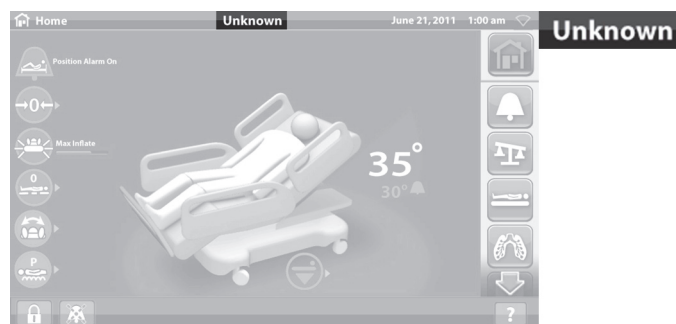 Home Unknown June 21, 2011 1:00 am
Unknown
Position Alarm On
→0←
Max Inflate
35°
30°
0
P
?